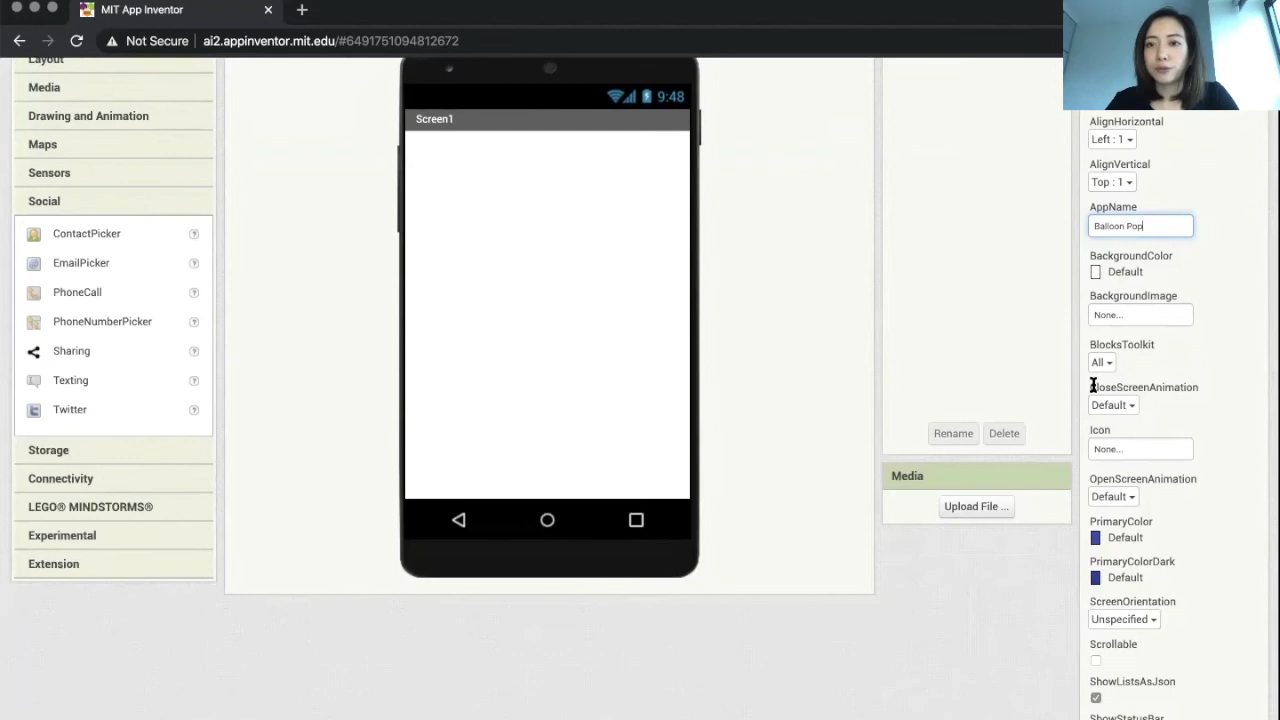 MIT App Inventor
Not Secure
ai2.appinventor.mit.edu/#6491751094812672
Layout
Media
Drawing and Animation
Maps
Sensors
Social
ContactPicker
?
EmailPicker
?
PhoneCall
?
PhoneNumberPicker
?
Sharing
?
Texting
?
Twitter
?
Storage
Connectivity
LEGO® MINDSTORMS®
Experimental
Extension
9:48
Screen1
Rename
Delete
Media
Upload File ...
AlignHorizontal
Left : 1
AlignVertical
Top : 1
AppName
Balloon Pop
BackgroundColor
Default
BackgroundImage
None...
BlocksToolkit
All
CloseScreenAnimation
Default
Icon
None...
OpenScreenAnimation
Default
PrimaryColor
Default
PrimaryColorDark
Default
ScreenOrientation
Unspecified
Scrollable
ShowListsAsJson
ShowStatusBar